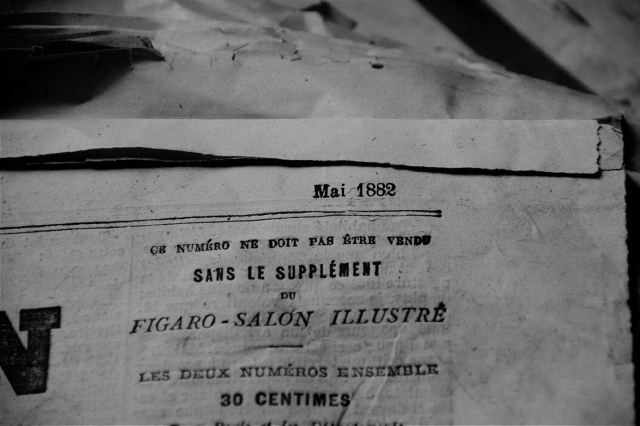 Mai 1882
CE NUMÉRO NE DOIT PAS ÊTRE VENDU
SANS LE SUPPLÉMENT
DU
FIGARO-SALON ILLUSTRÉ
N
LES DEUX NUMÉROS ENSEMBLE
30 CENTIMES